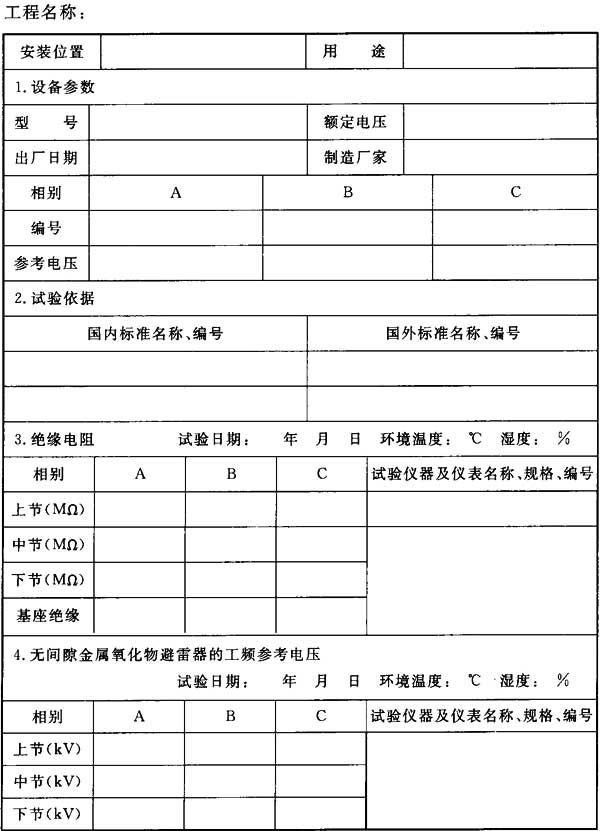 工程名称：
安装位置 用 途
1.设备参数
型 号 额定电压
出厂日期 制造厂家
相别 A B C
编号
参考电压
2.试验依据
国内标准名称、编号 国外标准名称、编号
3.绝缘电阻 试验日期： 年 月 日 环境温度： ℃ 湿度： %
相别 A B C 试验仪器及仪表名称、规格、编号
上节(MΩ)
中节(MΩ)
下节(MΩ)
基座绝缘
4.无间隙金属氧化物避雷器的工频参考电压
试验日期： 年 月 日 环境温度： ℃ 湿度： %
相别 A B C 试验仪器及仪表名称、规格、编号
上节(kV)
中节(kV)
下节(kV)